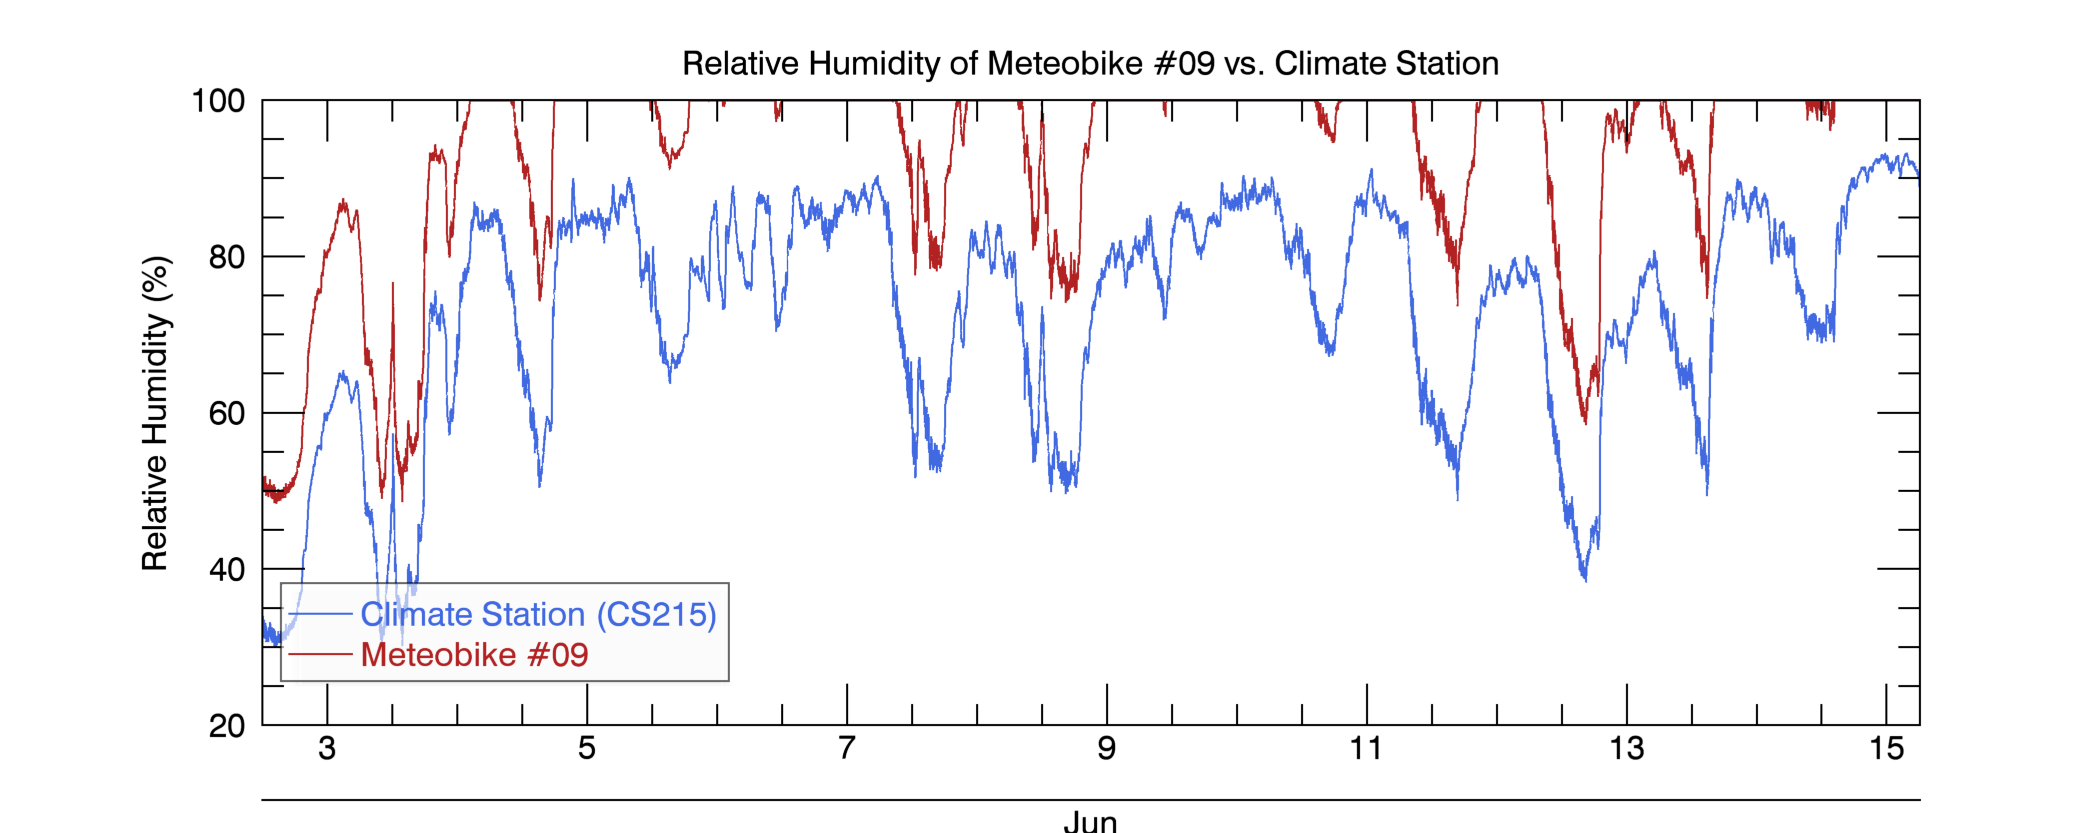 Relative Humidity of Meteobike #09 vs. Climate Station
Relative Humidity (%)
100
80
60
40
20
Climate Station (CS215)
Meteobike #09
3 5 7 9 11 13 15
Jun